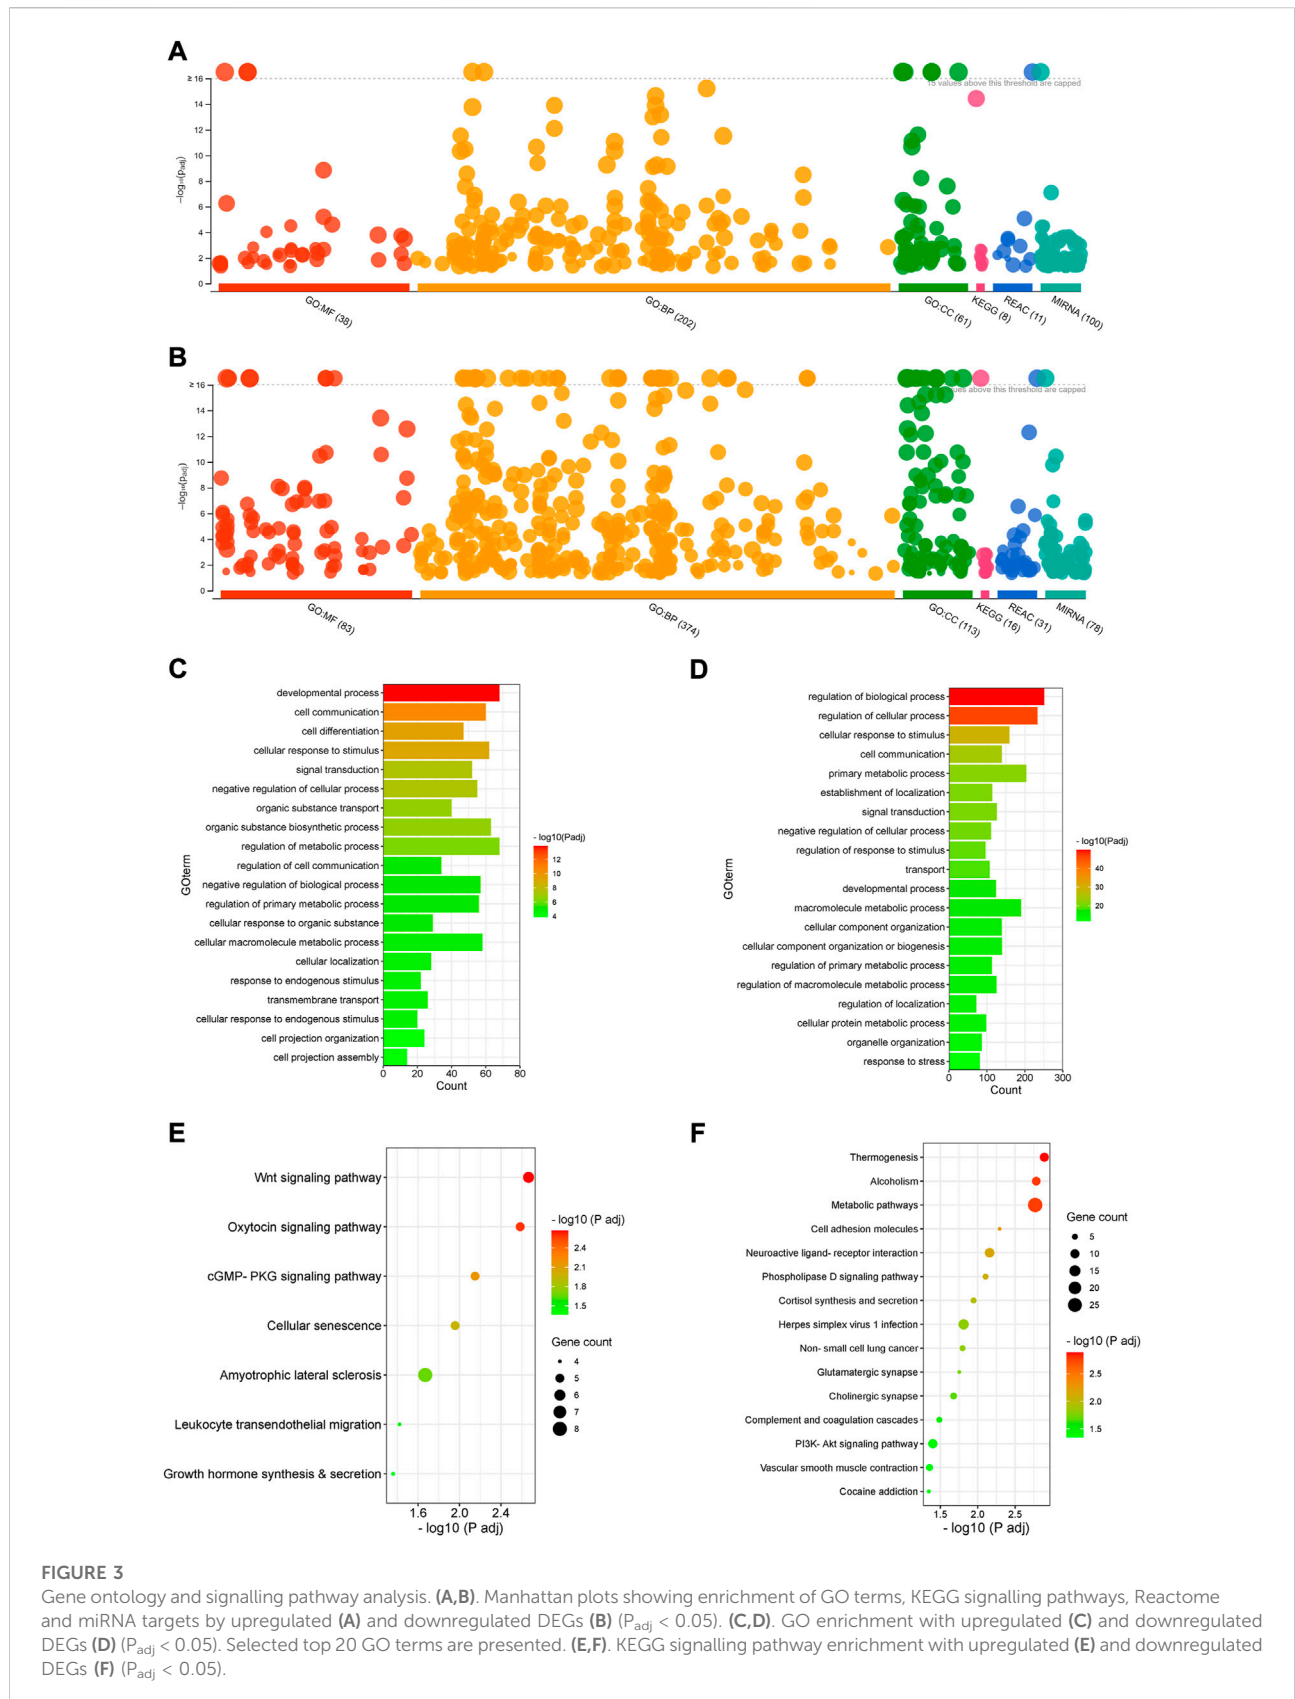 A
≥ 16
15 values above this threshold are capped
14
12
10
8
6
4
2
0
−log₁₀(p_adj)
GO:MF (38)
GO:BP (202)
GO:CC (61)
KEGG (8)
REAC (11)
MIRNA (100)
B
≥ 16
values above this threshold are capped
14
12
10
8
6
4
2
0
−log₁₀(p_adj)
GO:MF (83)
GO:BP (374)
GO:CC (113)
KEGG (16)
REAC (31)
MIRNA (78)
C
GOterm
developmental process
cell communication
cell differentiation
cellular response to stimulus
signal transduction
negative regulation of cellular process
organic substance transport
organic substance biosynthetic process
regulation of metabolic process
regulation of cell communication
negative regulation of biological process
regulation of primary metabolic process
cellular response to organic substance
cellular macromolecule metabolic process
cellular localization
response to endogenous stimulus
transmembrane transport
cellular response to endogenous stimulus
cell projection organization
cell projection assembly
0 20 40 60 80
Count
- log10(Padj)
12
10
8
6
4
D
GOterm
regulation of biological process
regulation of cellular process
cellular response to stimulus
cell communication
primary metabolic process
establishment of localization
signal transduction
negative regulation of cellular process
regulation of response to stimulus
transport
developmental process
macromolecule metabolic process
cellular component organization
cellular component organization or biogenesis
regulation of primary metabolic process
regulation of macromolecule metabolic process
regulation of localization
cellular protein metabolic process
organelle organization
response to stress
0 100 200 300
Count
- log10(Padj)
40
30
20
E
Wnt signaling pathway
Oxytocin signaling pathway
cGMP- PKG signaling pathway
Cellular senescence
Amyotrophic lateral sclerosis
Leukocyte transendothelial migration
Growth hormone synthesis & secretion
1.6 2.0 2.4
- log10 (P adj)
- log10 (P adj)
2.4
2.1
1.8
1.5
Gene count
4
5
6
7
8
F
Thermogenesis
Alcoholism
Metabolic pathways
Cell adhesion molecules
Neuroactive ligand- receptor interaction
Phospholipase D signaling pathway
Cortisol synthesis and secretion
Herpes simplex virus 1 infection
Non- small cell lung cancer
Glutamatergic synapse
Cholinergic synapse
Complement and coagulation cascades
PI3K- Akt signaling pathway
Vascular smooth muscle contraction
Cocaine addiction
1.5 2.0 2.5
- log10 (P adj)
Gene count
5
10
15
20
25
- log10 (P adj)
2.5
2.0
1.5
FIGURE 3
Gene ontology and signalling pathway analysis. (A,B). Manhattan plots showing enrichment of GO terms, KEGG signalling pathways, Reactome
and miRNA targets by upregulated (A) and downregulated DEGs (B) (P_adj < 0.05). (C,D). GO enrichment with upregulated (C) and downregulated
DEGs (D) (P_adj < 0.05). Selected top 20 GO terms are presented. (E,F). KEGG signalling pathway enrichment with upregulated (E) and downregulated
DEGs (F) (P_adj < 0.05).